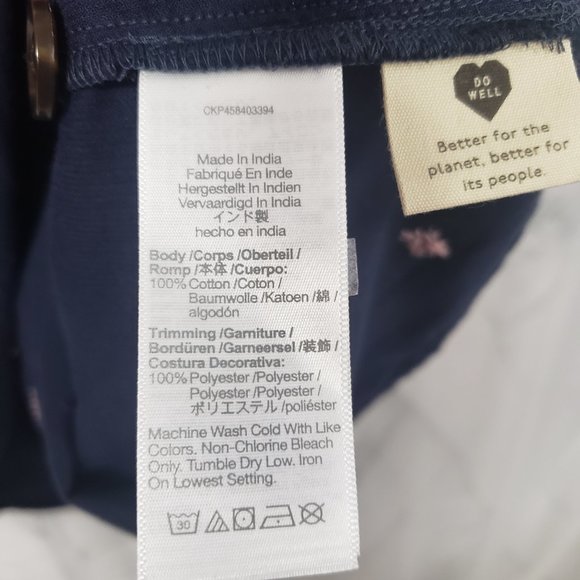 CKP458403394
Made In India
Fabriqué En Inde
Hergestellt In Indien
Vervaardigd In India
インド製
hecho en india
Body /Corps /Oberteil /
Romp /本体 /Cuerpo:
100% Cotton /Coton /
Baumwolle /Katoen /綿 /
algodón
Trimming /Garniture /
Bordüren /Garneersel /装飾 /
Costura Decorativa:
100% Polyester /Polyester /
Polyester /Polyester /
ポリエステル /poliéster
Machine Wash Cold With Like
Colors. Non-Chlorine Bleach
Only. Tumble Dry Low. Iron
On Lowest Setting.
30
DO
WELL
Better for the
planet, better for
its people.